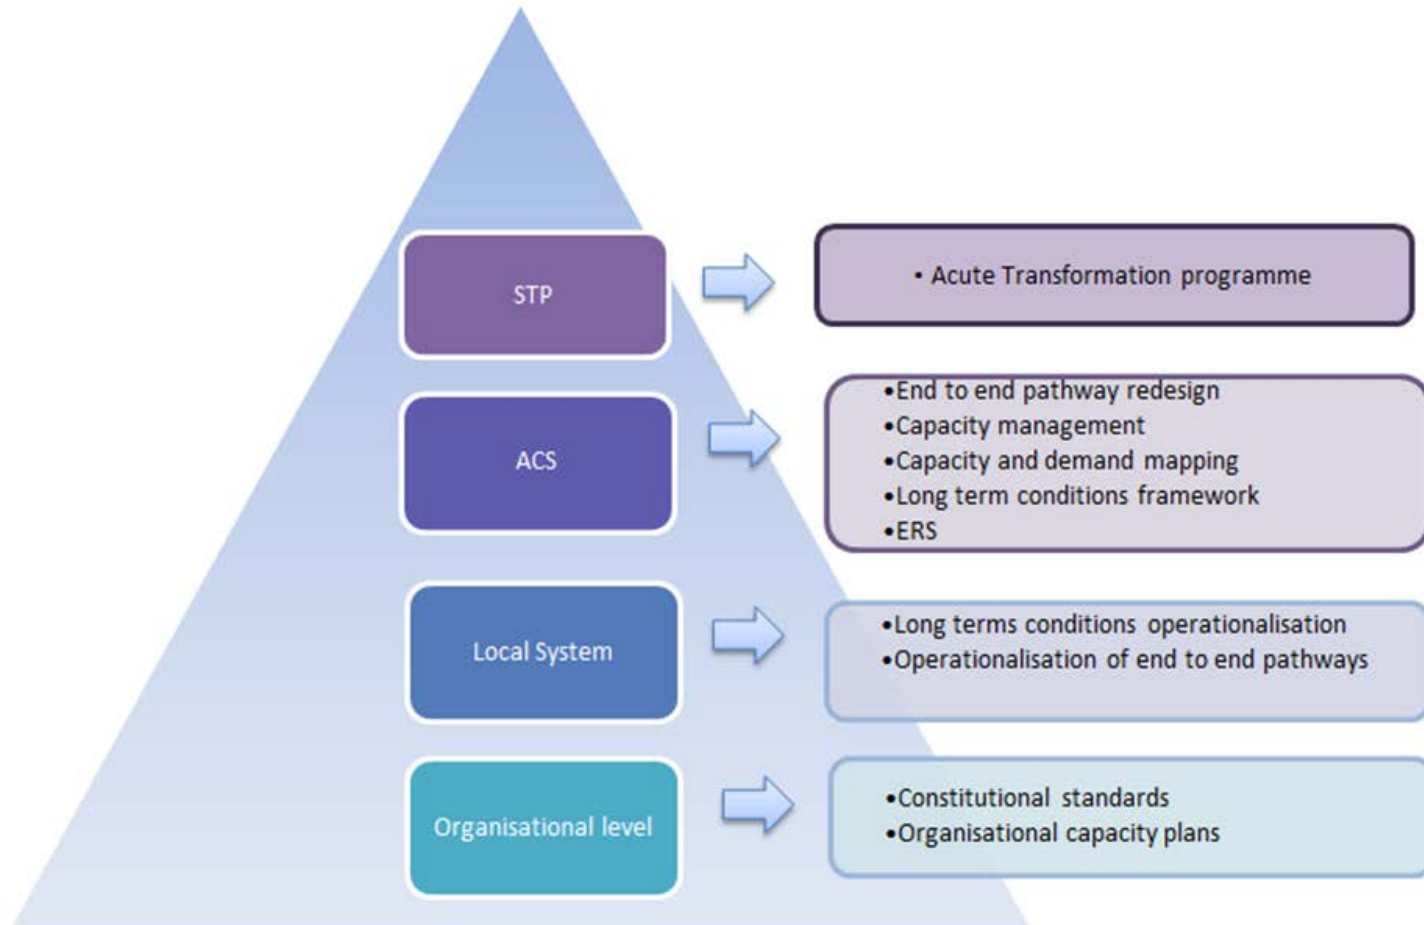 STP
• Acute Transformation programme
ACS
•End to end pathway redesign
•Capacity management
•Capacity and demand mapping
•Long term conditions framework
•ERS
Local System
•Long terms conditions operationalisation
•Operationalisation of end to end pathways
Organisational level
•Constitutional standards
•Organisational capacity plans